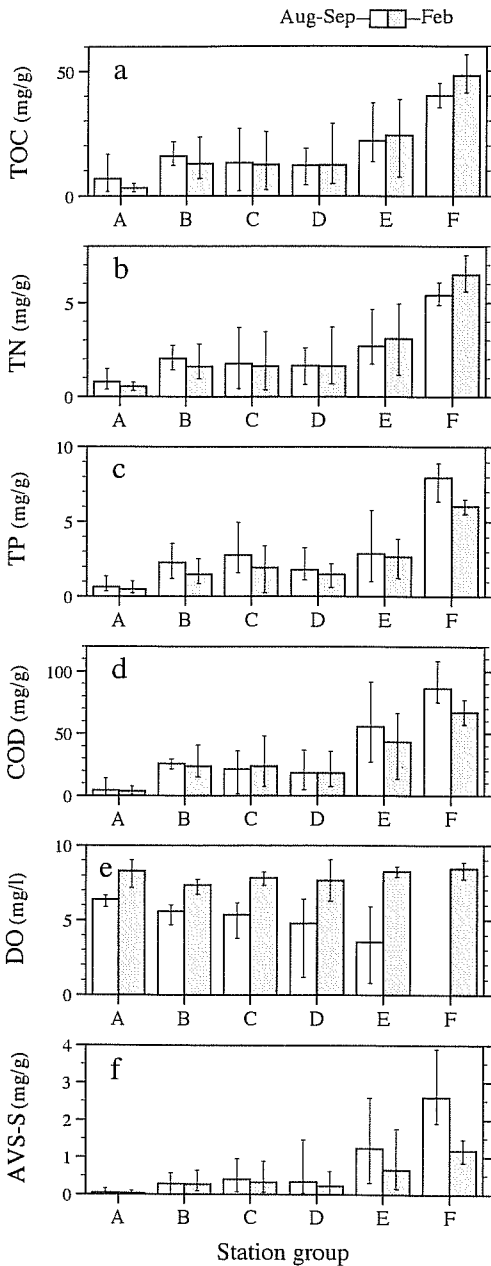 Aug-Sep Feb
a
TOC (mg/g)
50
0
A B C D E F
b
TN (mg/g)
5
0
A B C D E F
c
TP (mg/g)
10
5
0
A B C D E F
d
COD (mg/g)
100
50
0
A B C D E F
e
DO (mg/l)
10
5
0
A B C D E F
f
AVS-S (mg/g)
4
3
2
1
0
A B C D E F
Station group